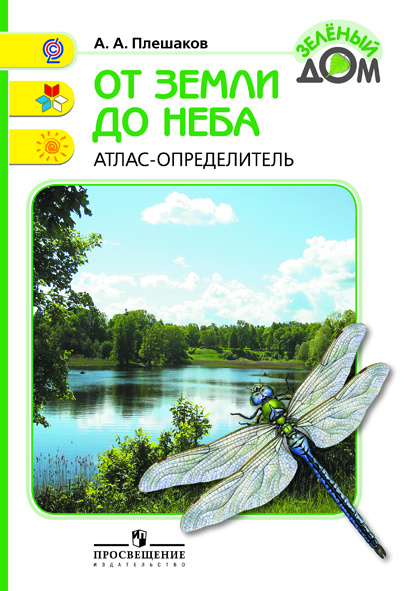 А. А. Плешаков
ЗЕЛЁНЫЙ
ДОМ
ОТ ЗЕМЛИ
ДО НЕБА
АТЛАС-ОПРЕДЕЛИТЕЛЬ
ПРОСВЕЩЕНИЕ
ИЗДАТЕЛЬСТВО